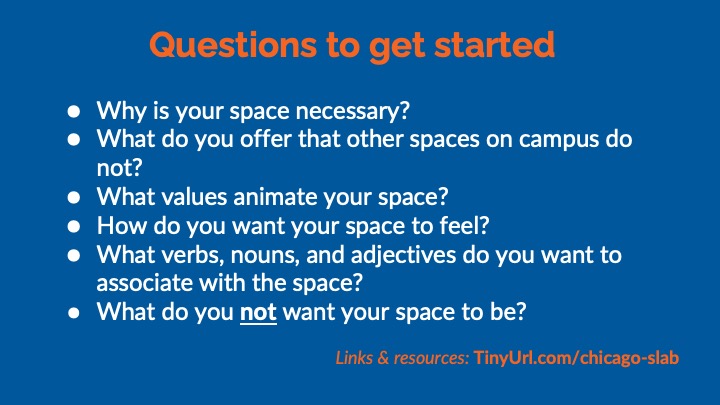 Questions to get started
● Why is your space necessary?
● What do you offer that other spaces on campus do
not?
● What values animate your space?
● How do you want your space to feel?
● What verbs, nouns, and adjectives do you want to
associate with the space?
● What do you not want your space to be?
Links & resources: TinyUrl.com/chicago-slab